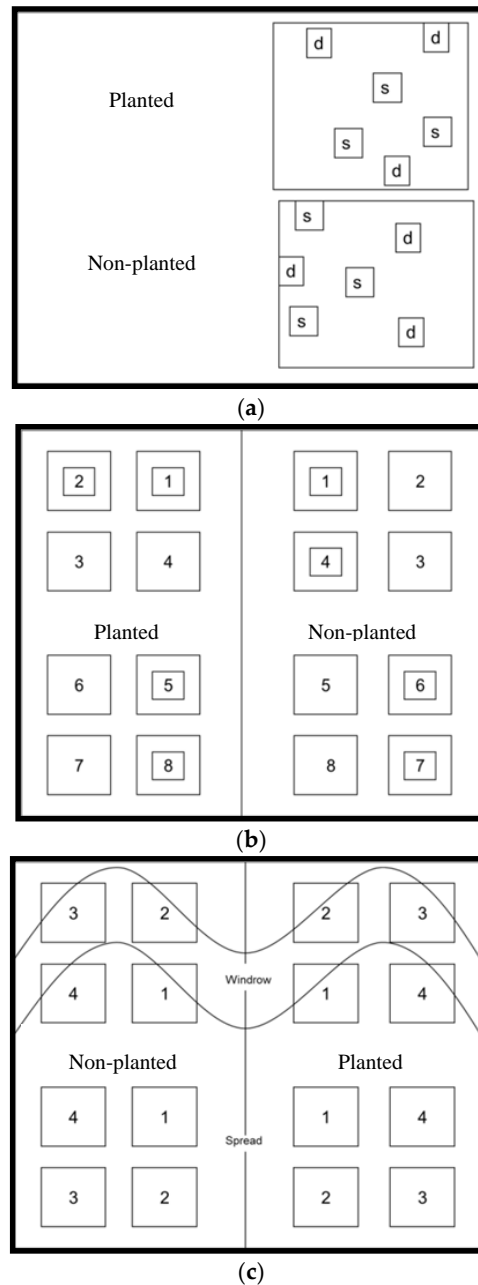 d d
Planted
s
s s
d
s
d
Non-planted
d s
s
d
(a)
2 1 1 2
3 4 4 3
Planted Non-planted
6 5 5 6
7 8 8 7
(b)
3 2 2 3
Windrow
4 1 1 4
Non-planted Planted
4 1 1 4
Spread
3 2 2 3
(c)